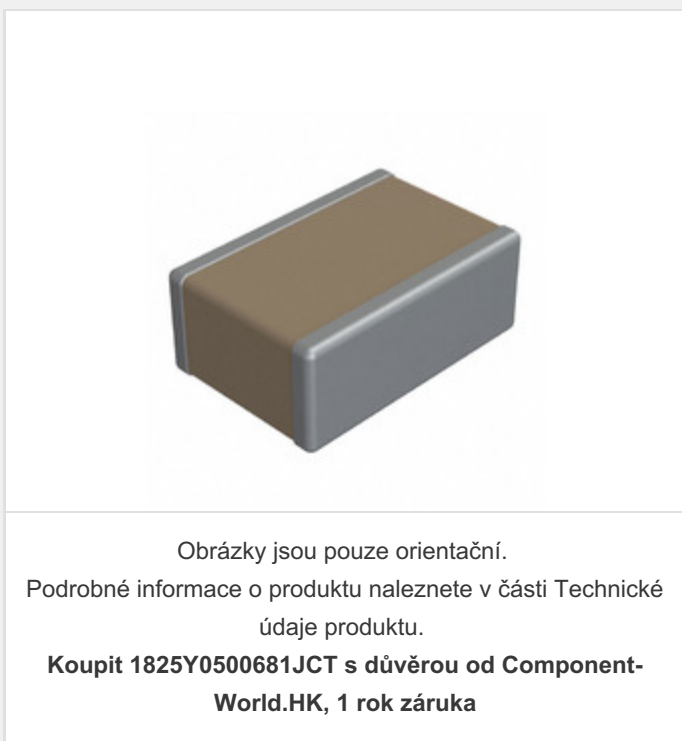 Obrázky jsou pouze orientační.
Podrobné informace o produktu naleznete v části Technické
údaje produktu.
Koupit 1825Y0500681JCT s důvěrou od Component-
World.HK, 1 rok záruka